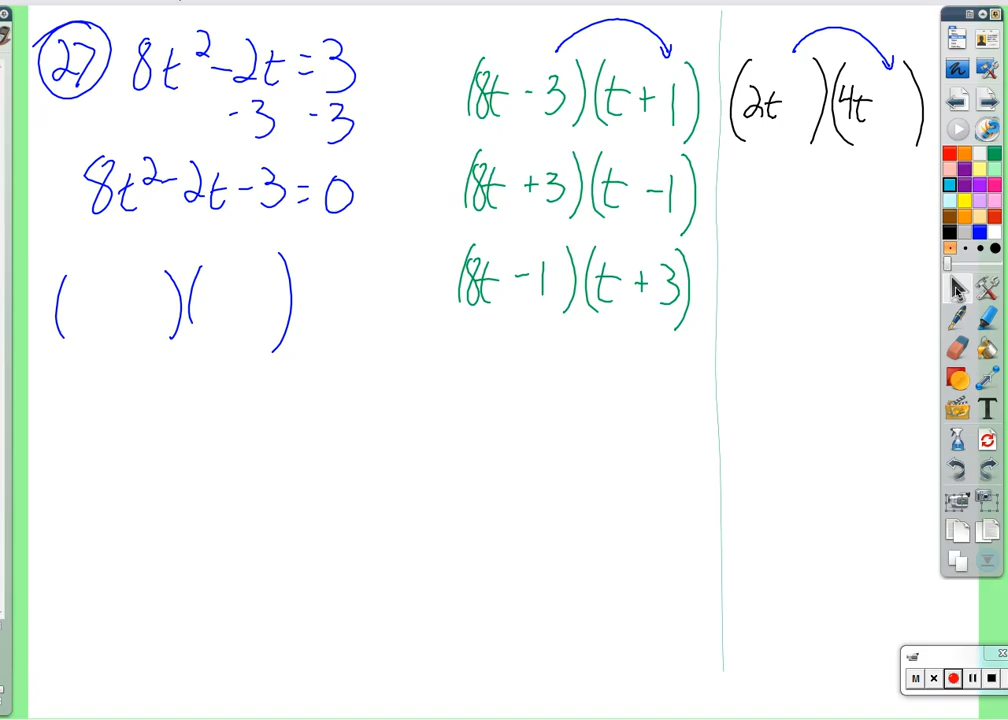 27 8t² - 2t = 3
-3 -3
8t² - 2t - 3 = 0
( )( )
(8t - 3)(t + 1)
(8t + 3)(t - 1)
(8t - 1)(t + 3)
(2t )(4t )
T
M